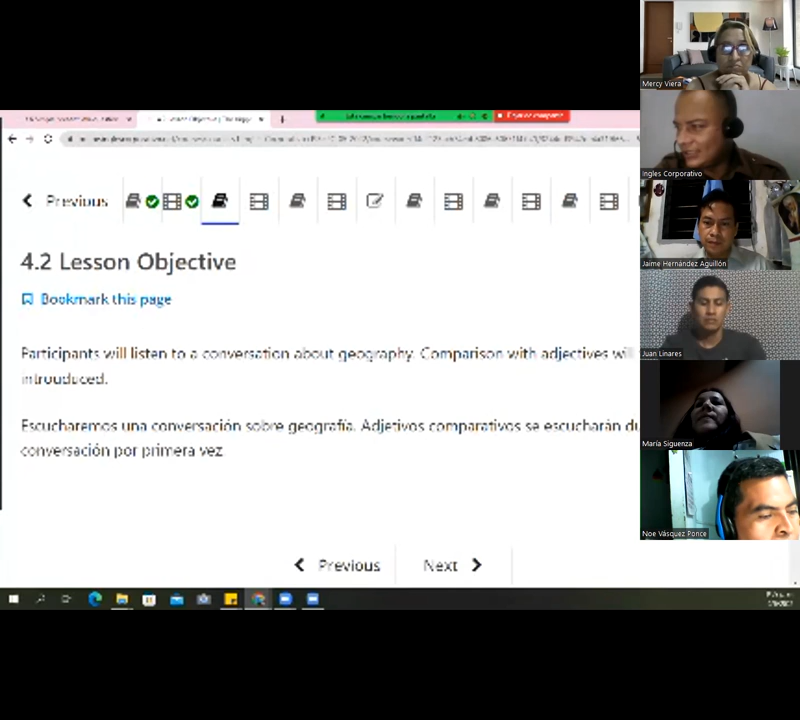 Previous
4.2 Lesson Objective
Bookmark this page
Participants will listen to a conversation about geography. Comparison with adjectives will
introuduced.
Escucharemos una conversación sobre geografía. Adjetivos comparativos se escucharán du
conversación por primera vez
Previous Next
Mercy Viera
Ingles Corporativo
Jaime Hernández Aguillón
Juan Linares
María Siguenza
Noe Vásquez Ponce